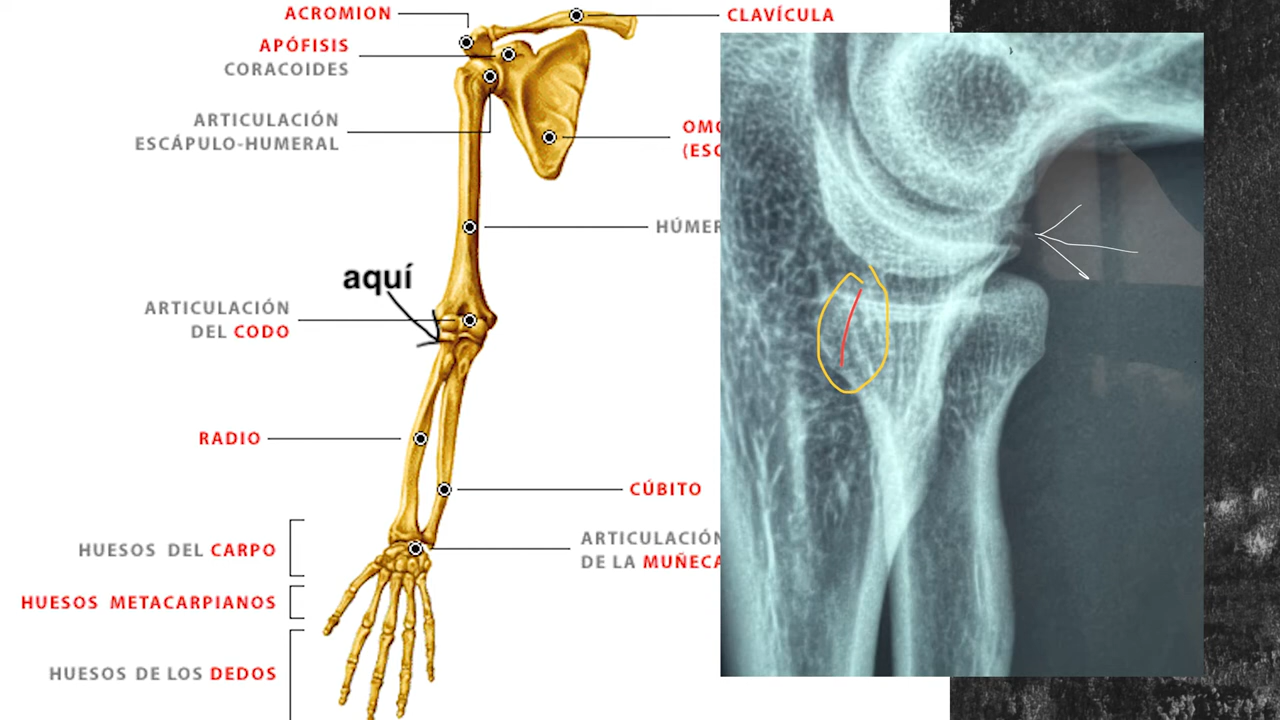 ACROMION
CLAVÍCULA
APÓFISIS
CORACOIDES
ARTICULACIÓN
ESCÁPULO-HUMERAL
OMO
(ESC
HÚMER
aquí
ARTICULACIÓN
DEL CODO
RADIO
CÚBITO
HUESOS DEL CARPO
ARTICULACIÓN
DE LA MUÑECA
HUESOS METACARPIANOS
HUESOS DE LOS DEDOS